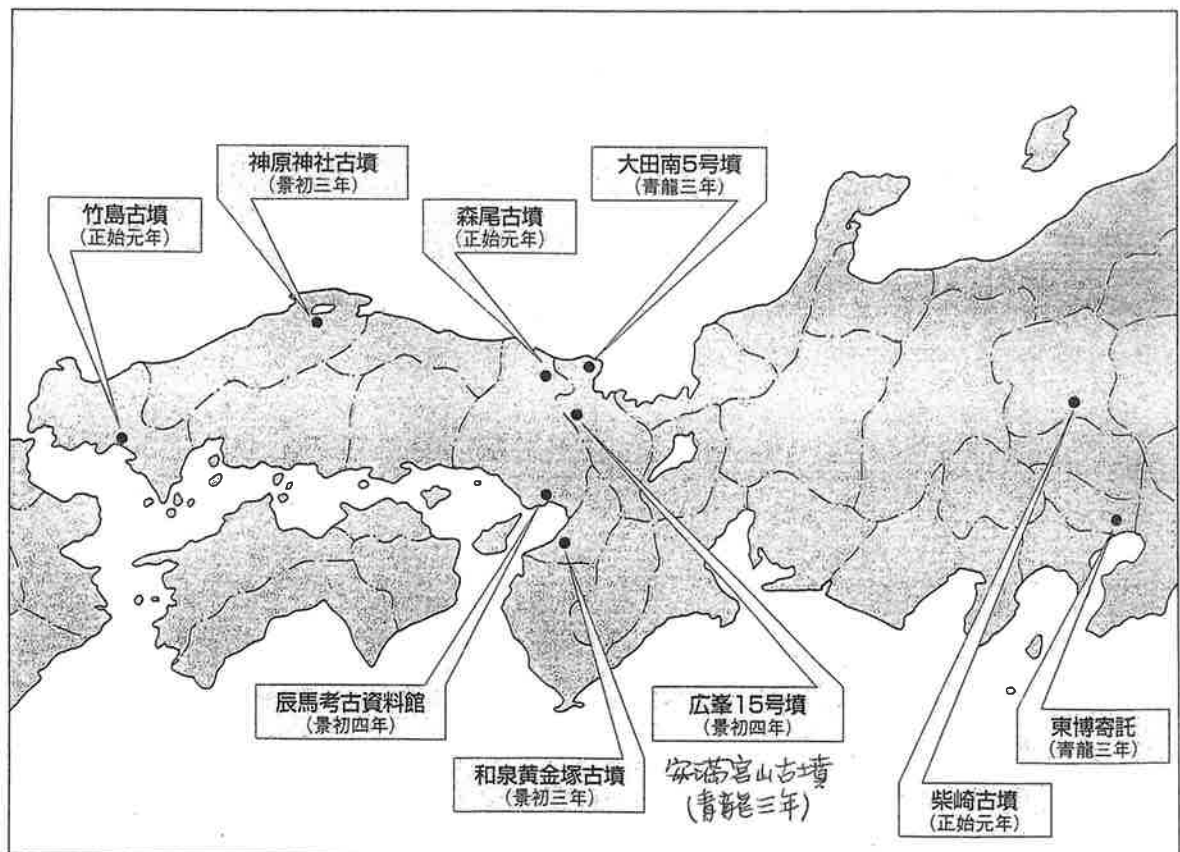 神原神社古墳
(景初三年)
大田南5号墳
(青龍三年)
竹島古墳
(正始元年)
森尾古墳
(正始元年)
辰馬考古資料館
(景初四年)
広峯15号墳
(景初四年)
東博寄託
(青龍三年)
和泉黄金塚古墳
(景初三年)
安満宮山古墳
(青龍三年)
柴崎古墳
(正始元年)